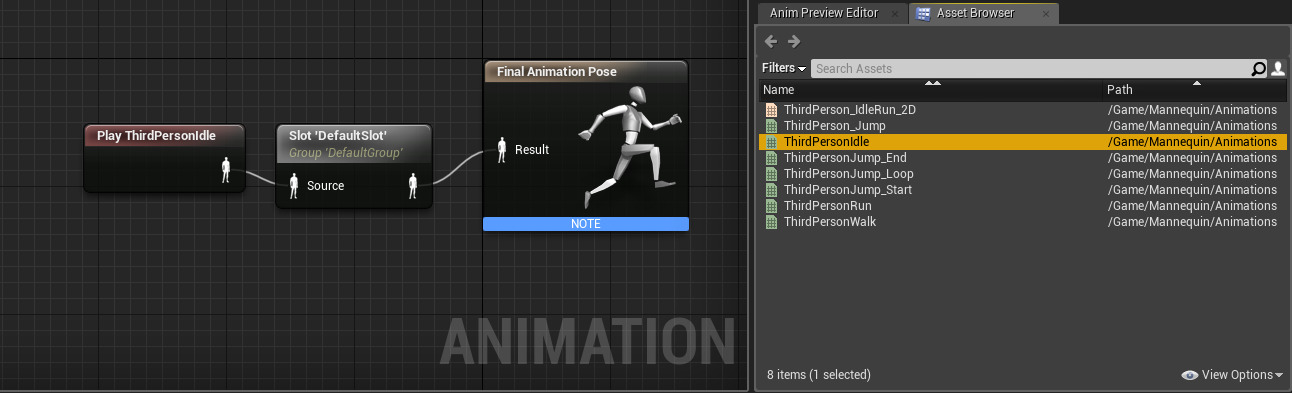 Play ThirdPersonIdle
Slot 'DefaultSlot'
Group 'DefaultGroup'
Source
Final Animation Pose
Result
NOTE
ANIMATION
Anim Preview Editor
Asset Browser
Filters
Search Assets
Name Path
ThirdPerson_IdleRun_2D /Game/Mannequin/Animations
ThirdPerson_Jump /Game/Mannequin/Animations
ThirdPersonIdle /Game/Mannequin/Animations
ThirdPersonJump_End /Game/Mannequin/Animations
ThirdPersonJump_Loop /Game/Mannequin/Animations
ThirdPersonJump_Start /Game/Mannequin/Animations
ThirdPersonRun /Game/Mannequin/Animations
ThirdPersonWalk /Game/Mannequin/Animations
8 items (1 selected)
View Options